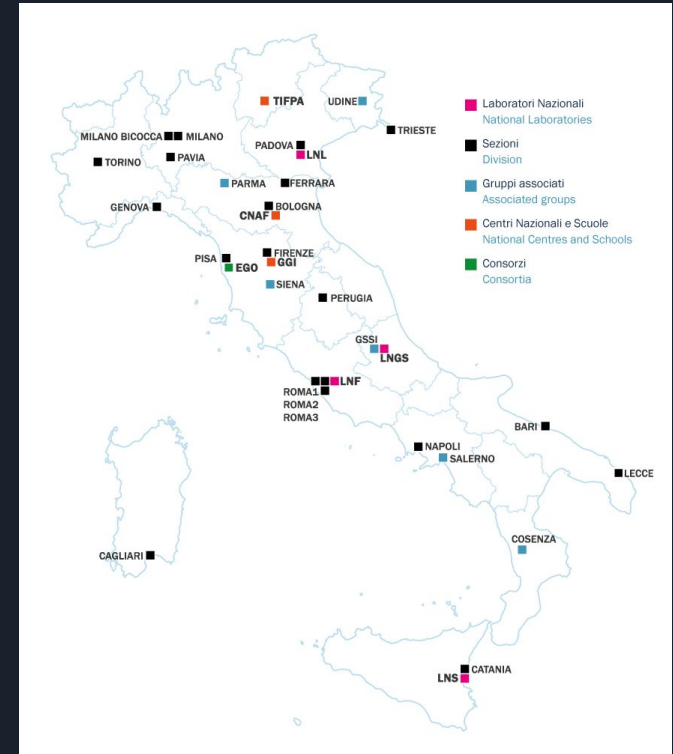 TIFPA
UDINE
TRIESTE
MILANO BICOCCA
MILANO
PADOVA
LNL
TORINO
PAVIA
PARMA
FERRARA
GENOVA
BOLOGNA
CNAF
PISA
EGO
FIRENZE
GGI
SIENA
PERUGIA
GSSI
LNGS
LNF
ROMA1
ROMA2
ROMA3
NAPOLI
SALERNO
BARI
LECCE
CAGLIARI
COSENZA
CATANIA
LNS
Laboratori Nazionali
National Laboratories
Sezioni
Division
Gruppi associati
Associated groups
Centri Nazionali e Scuole
National Centres and Schools
Consorzi
Consortia